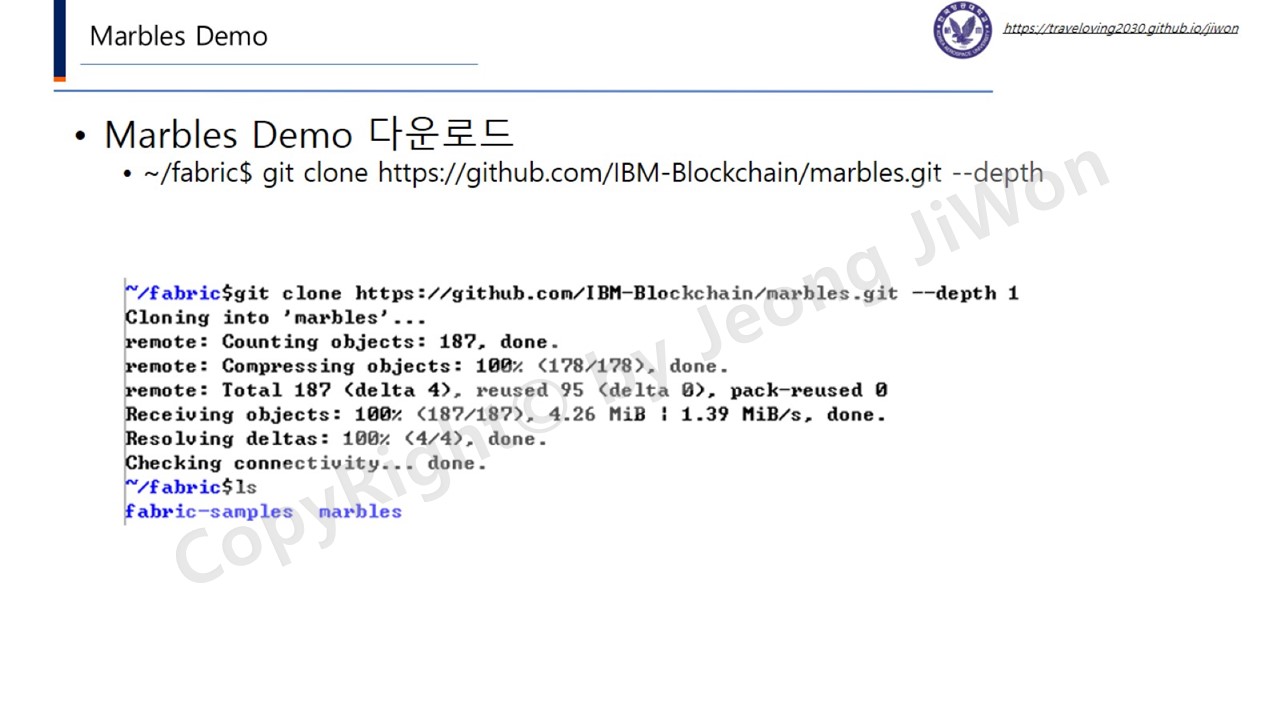 Marbles Demo
https://traveloving2030.github.io/jiwon
• Marbles Demo 다운로드
• ~/fabric$ git clone https://github.com/IBM-Blockchain/marbles.git --depth
~/fabric$git clone https://github.com/IBM-Blockchain/marbles.git --depth 1
Cloning into 'marbles'...
remote: Counting objects: 187, done.
remote: Compressing objects: 100% (178/178), done.
remote: Total 187 (delta 4), reused 95 (delta 0), pack-reused 0
Receiving objects: 100% (187/187), 4.26 MiB | 1.39 MiB/s, done.
Resolving deltas: 100% (4/4), done.
Checking connectivity... done.
~/fabric$ls
fabric-samples marbles
CopyRight© by Jeong JiWon